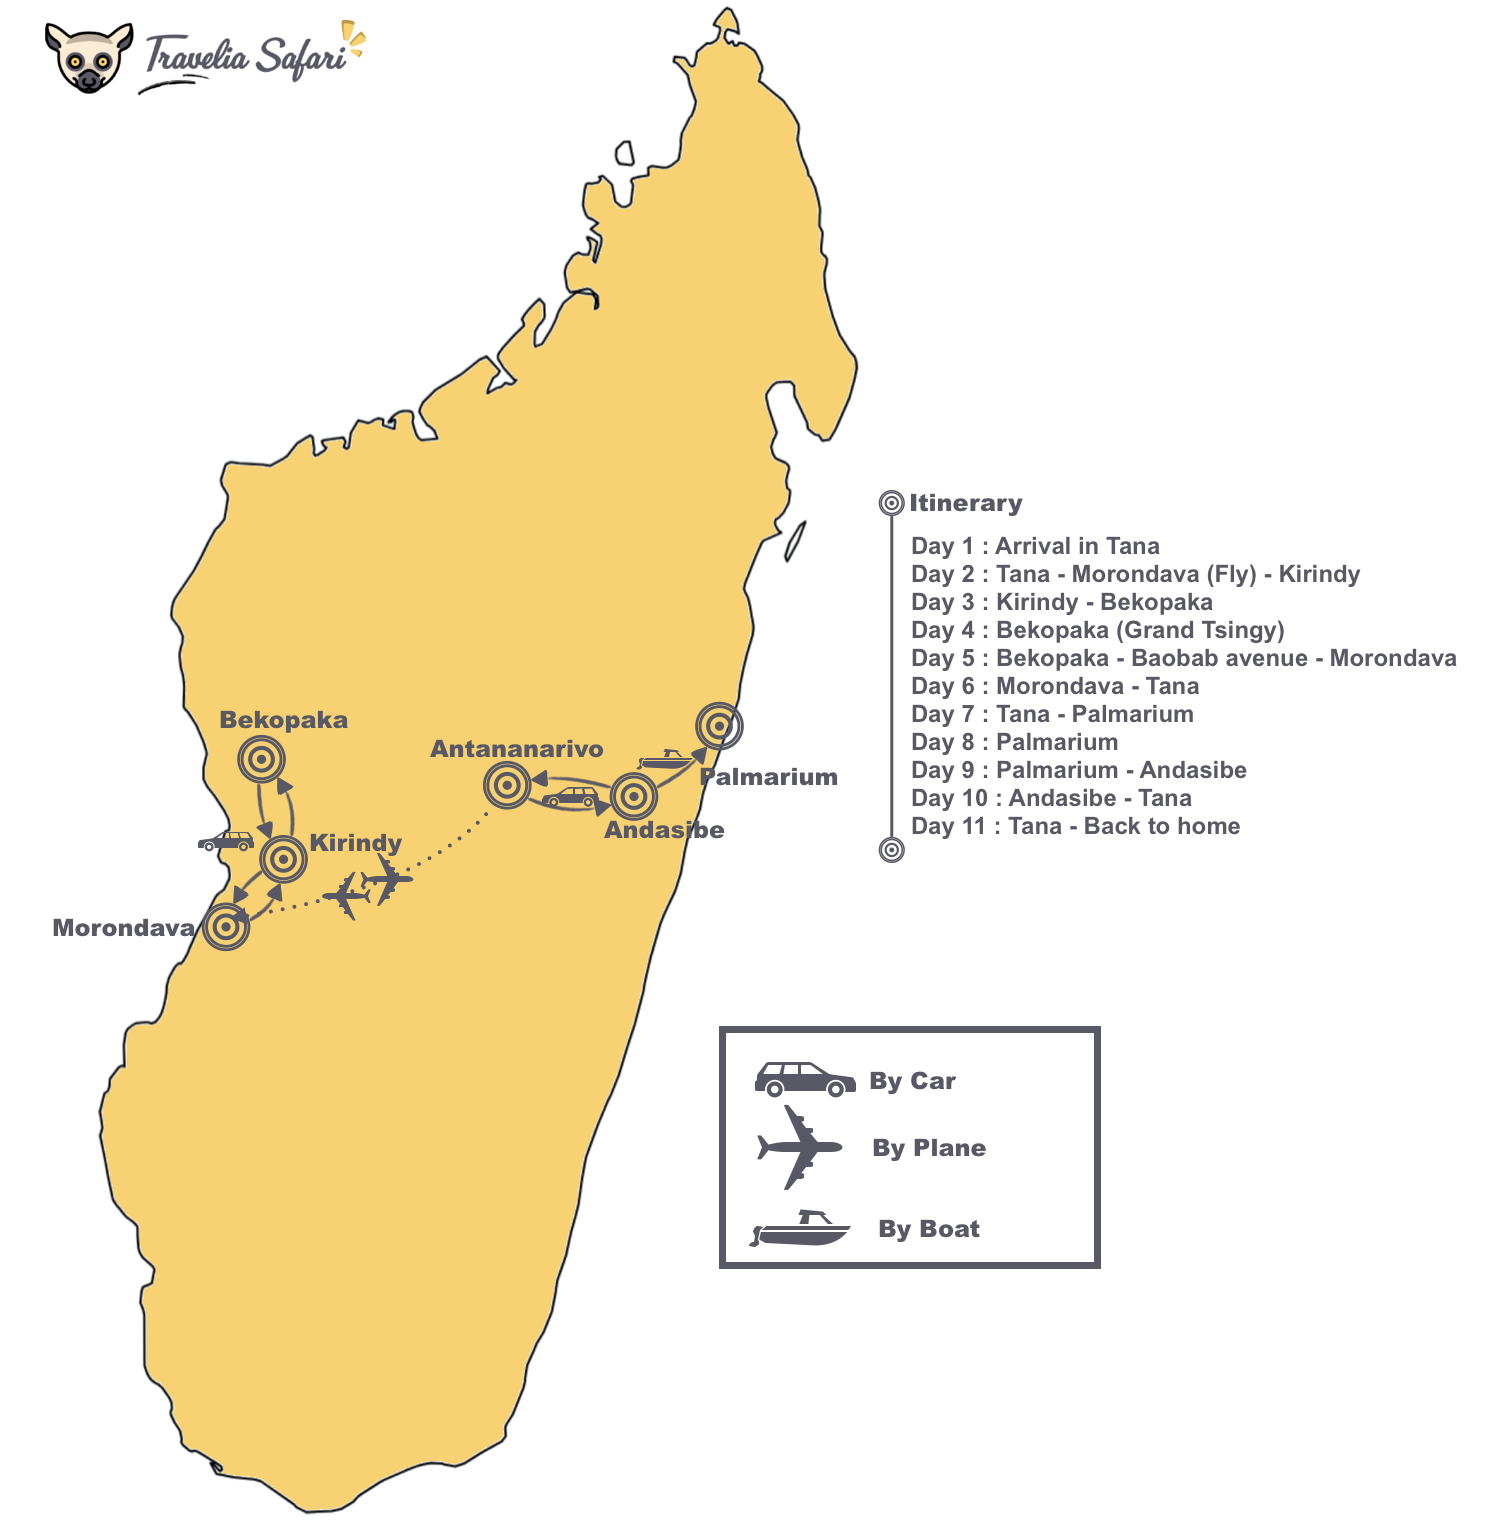 Travelia Safari
Bekopaka
Antananarivo
Palmarium
Andasibe
Kirindy
Morondava
Itinerary
Day 1 : Arrival in Tana
Day 2 : Tana - Morondava (Fly) - Kirindy
Day 3 : Kirindy - Bekopaka
Day 4 : Bekopaka (Grand Tsingy)
Day 5 : Bekopaka - Baobab avenue - Morondava
Day 6 : Morondava - Tana
Day 7 : Tana - Palmarium
Day 8 : Palmarium
Day 9 : Palmarium - Andasibe
Day 10 : Andasibe - Tana
Day 11 : Tana - Back to home
By Car
By Plane
By Boat